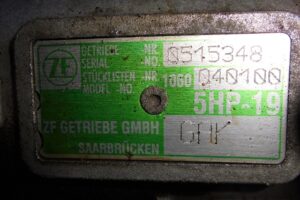 ZF GETRIEBE -NR. 0515348
SERIAL -NO.
STÜCKLISTEN -NR. 1060 040100
MODEL -NO.
5HP-19
ZF GETRIEBE GMBH
SAARBRÜCKEN